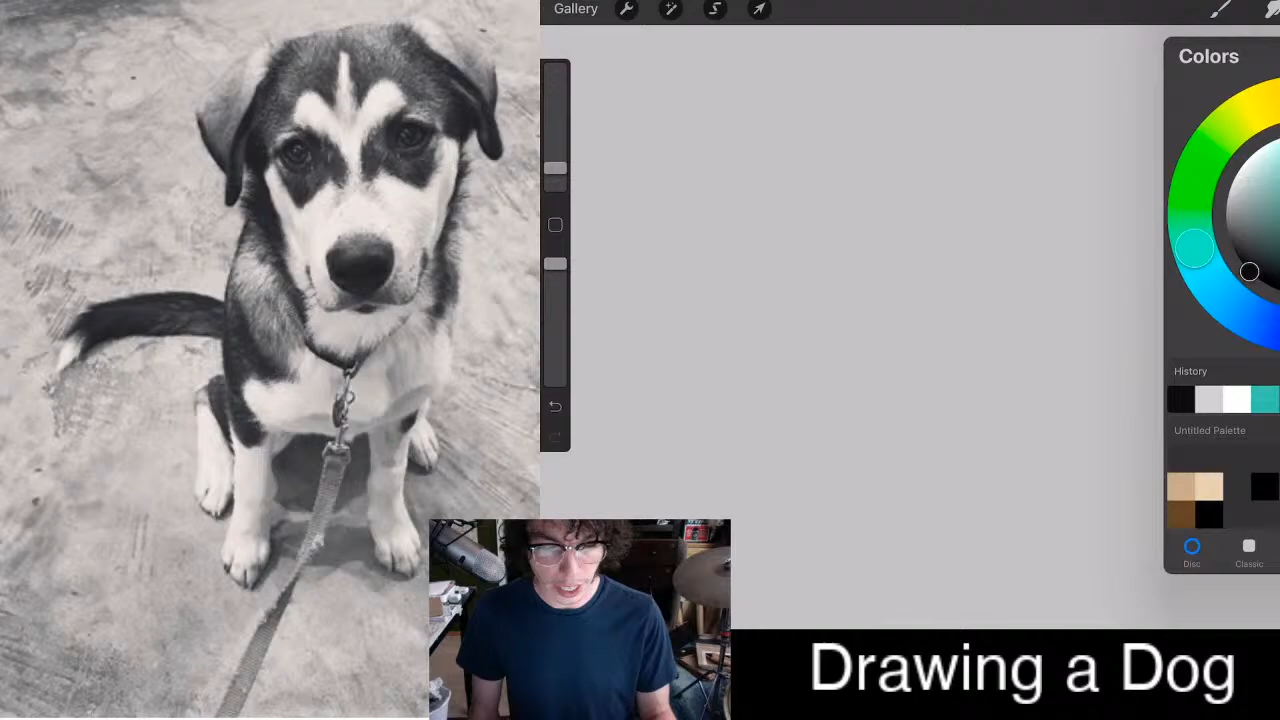 Gallery
Colors
History
Untitled Palette
Disc
Classic
Drawing a Dog